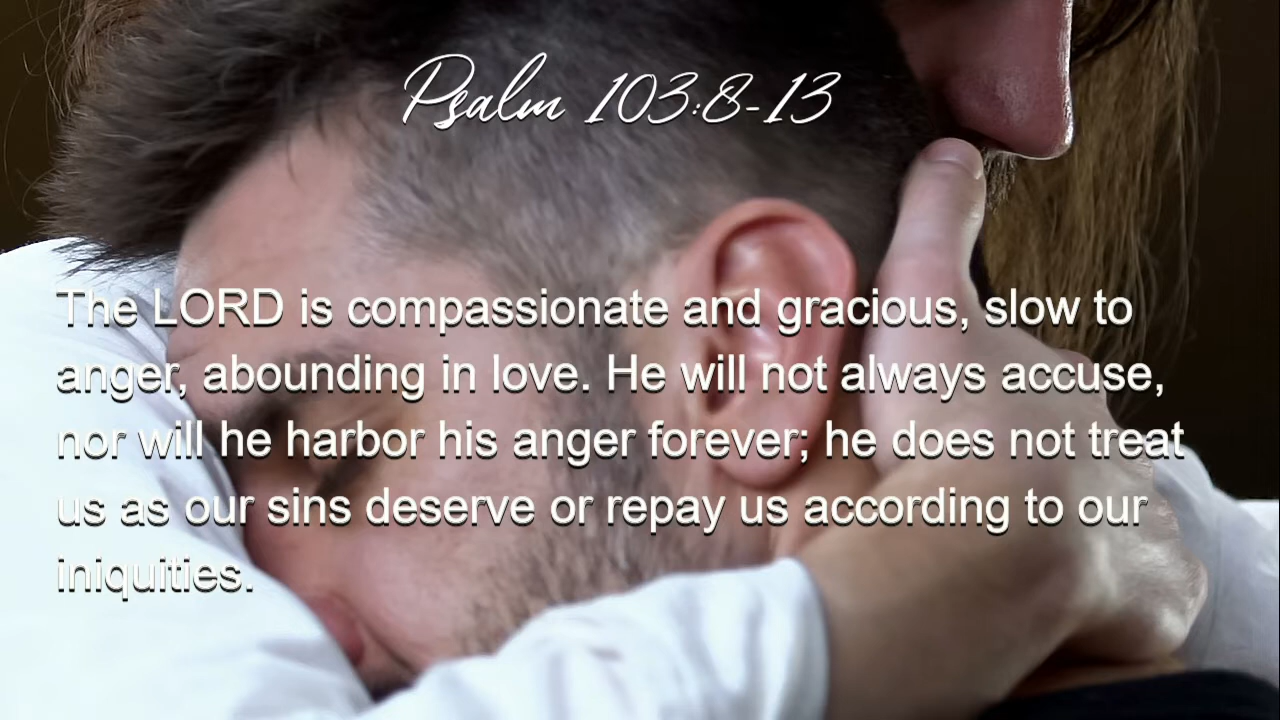 Psalm 103:8-13
The LORD is compassionate and gracious, slow to
anger, abounding in love. He will not always accuse,
nor will he harbor his anger forever; he does not treat
us as our sins deserve or repay us according to our
iniquities.